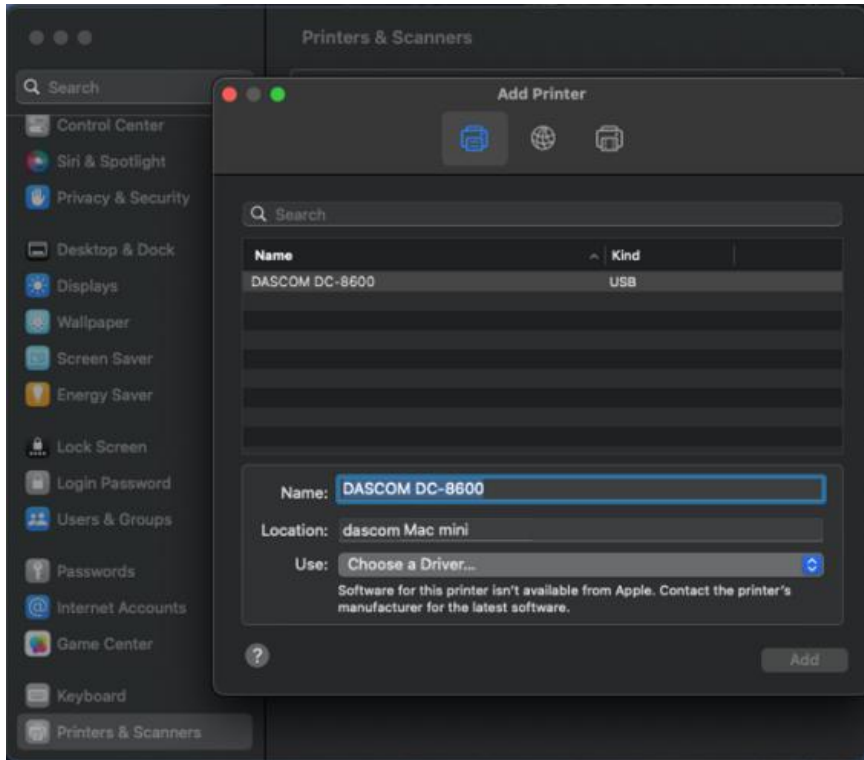 Printers & Scanners
Search
Control Center
Siri & Spotlight
Privacy & Security
Desktop & Dock
Displays
Wallpaper
Screen Saver
Energy Saver
Lock Screen
Login Password
Users & Groups
Passwords
Internet Accounts
Game Center
Keyboard
Printers & Scanners
Add Printer
Search
Name Kind
DASCOM DC-8600 USB
Name: DASCOM DC-8600
Location: dascom Mac mini
Use: Choose a Driver...
Software for this printer isn't available from Apple. Contact the printer's
manufacturer for the latest software.
?
Add